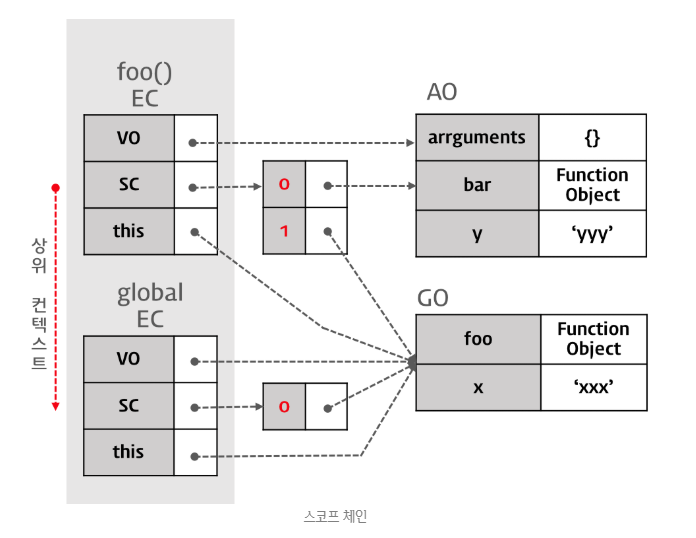 foo()
EC
VO
SC
this
0
1
AO
arrguments {}
bar Function
Object
y ‘yyy’
상위 컨텍스트
global
EC
VO
SC
this
0
GO
foo Function
Object
x ‘xxx’
스코프 체인